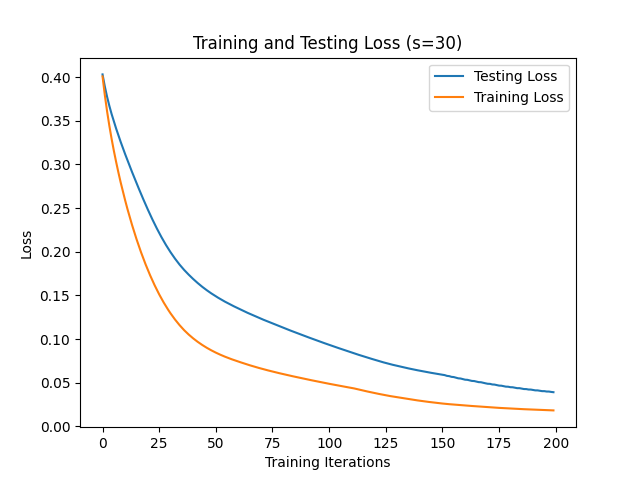 Training and Testing Loss (s=30)
Testing Loss
Training Loss
0.40
0.35
0.30
0.25
0.20
0.15
0.10
0.05
0.00
Loss
0 25 50 75 100 125 150 175 200
Training Iterations